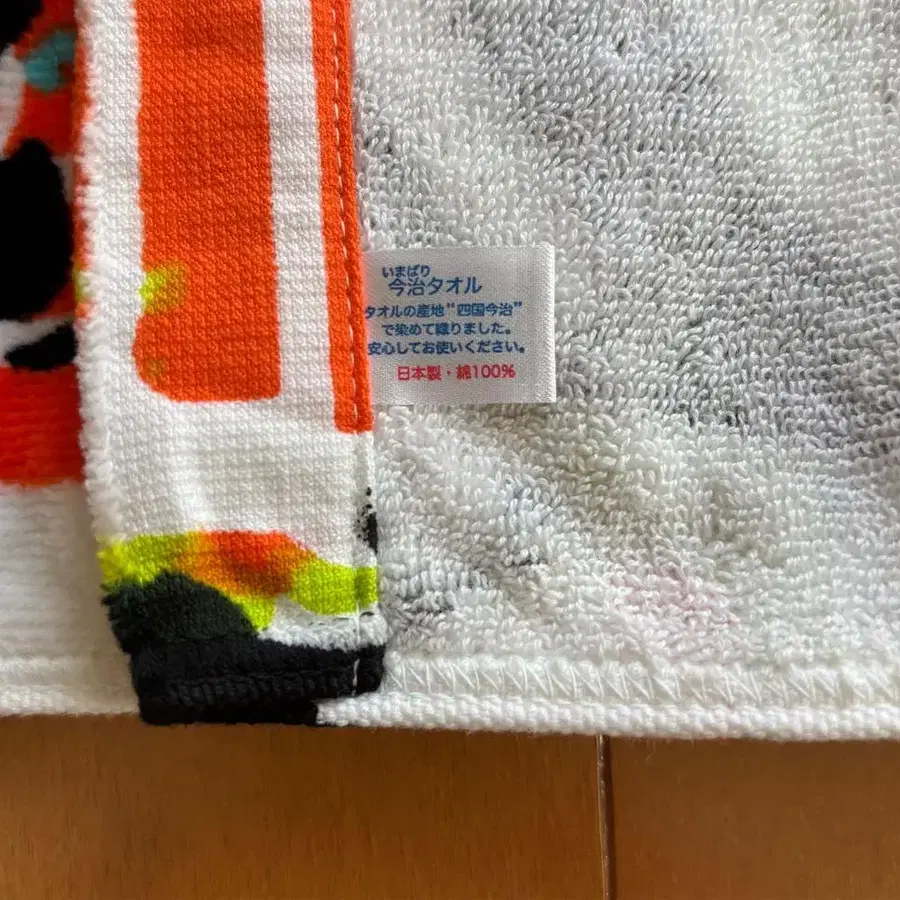 いまばり
今治タオル
タオルの産地"四国今治"
で染めて織りました。
安心してお使いください。
日本製・綿100%